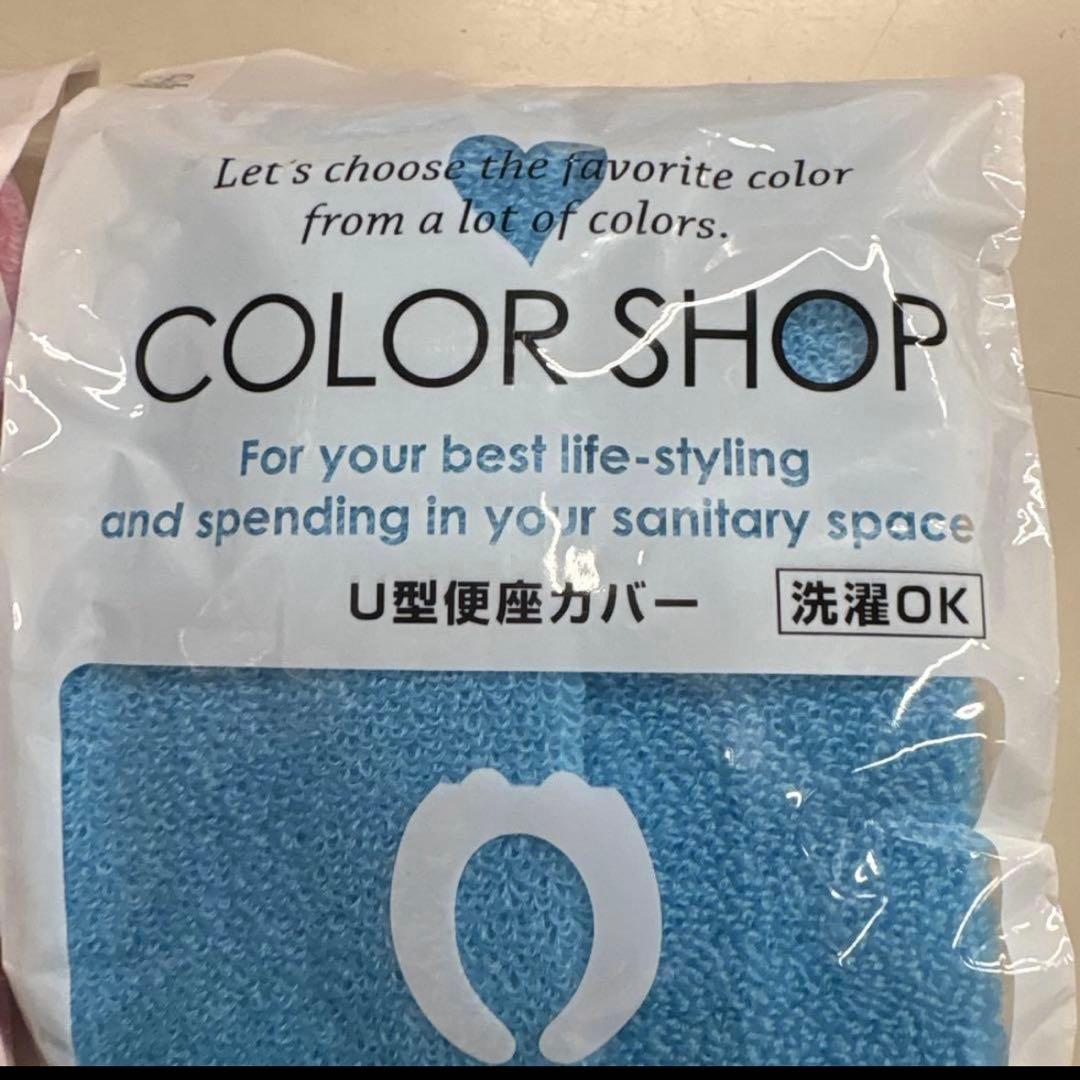 Let's choose the favorite color
from a lot of colors.
COLOR SHOP
For your best life-styling
and spending in your sanitary space
U型便座カバー
洗濯OK